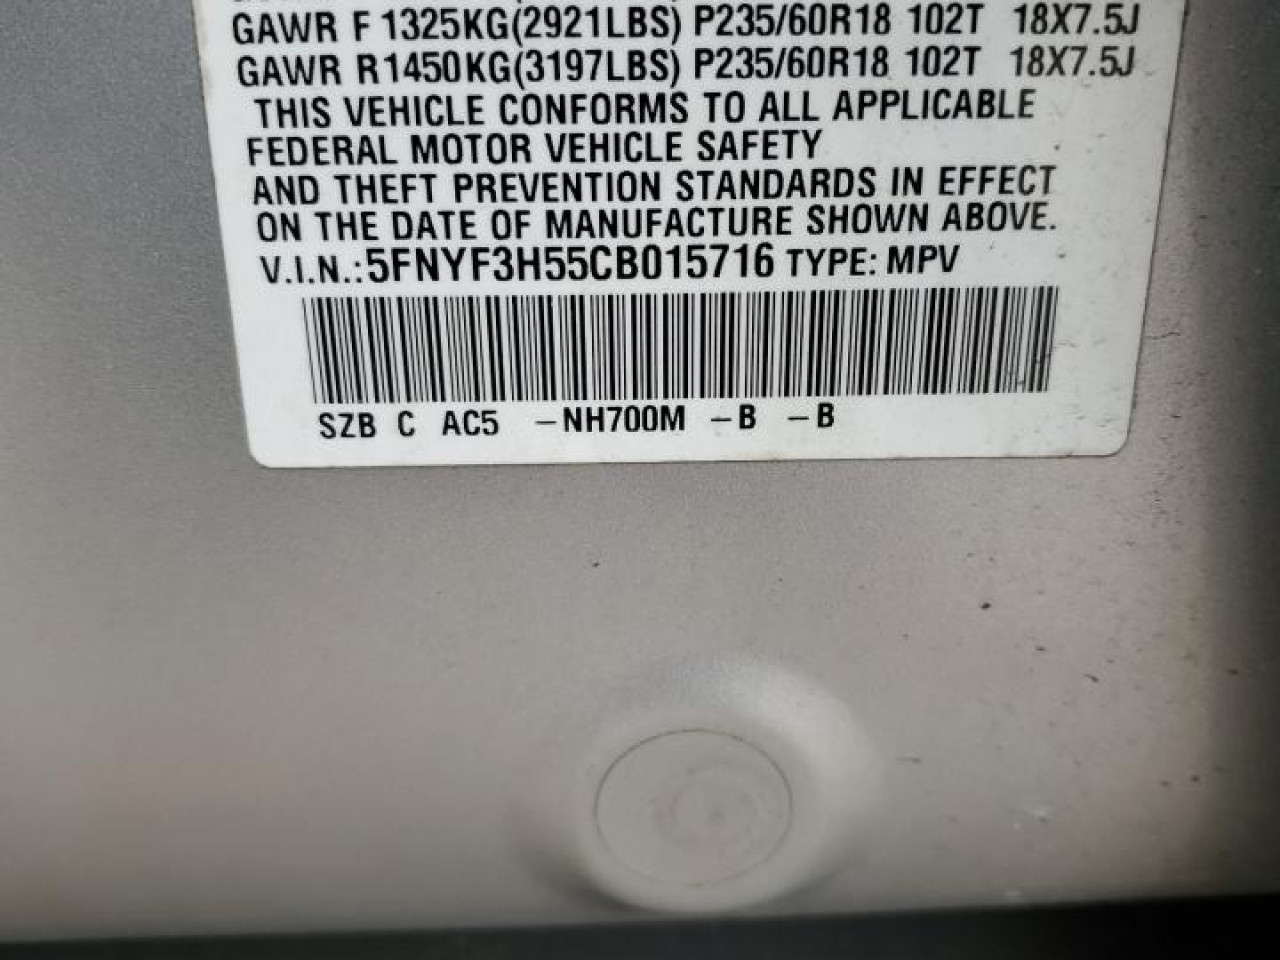 GAWR F 1325KG(2921LBS) P235/60R18 102T 18X7.5J
GAWR R1450KG(3197LBS) P235/60R18 102T 18X7.5J
THIS VEHICLE CONFORMS TO ALL APPLICABLE
FEDERAL MOTOR VEHICLE SAFETY
AND THEFT PREVENTION STANDARDS IN EFFECT
ON THE DATE OF MANUFACTURE SHOWN ABOVE.
V.I.N.:5FNYF3H55CB015716 TYPE: MPV
SZB C AC5 -NH700M -B -B